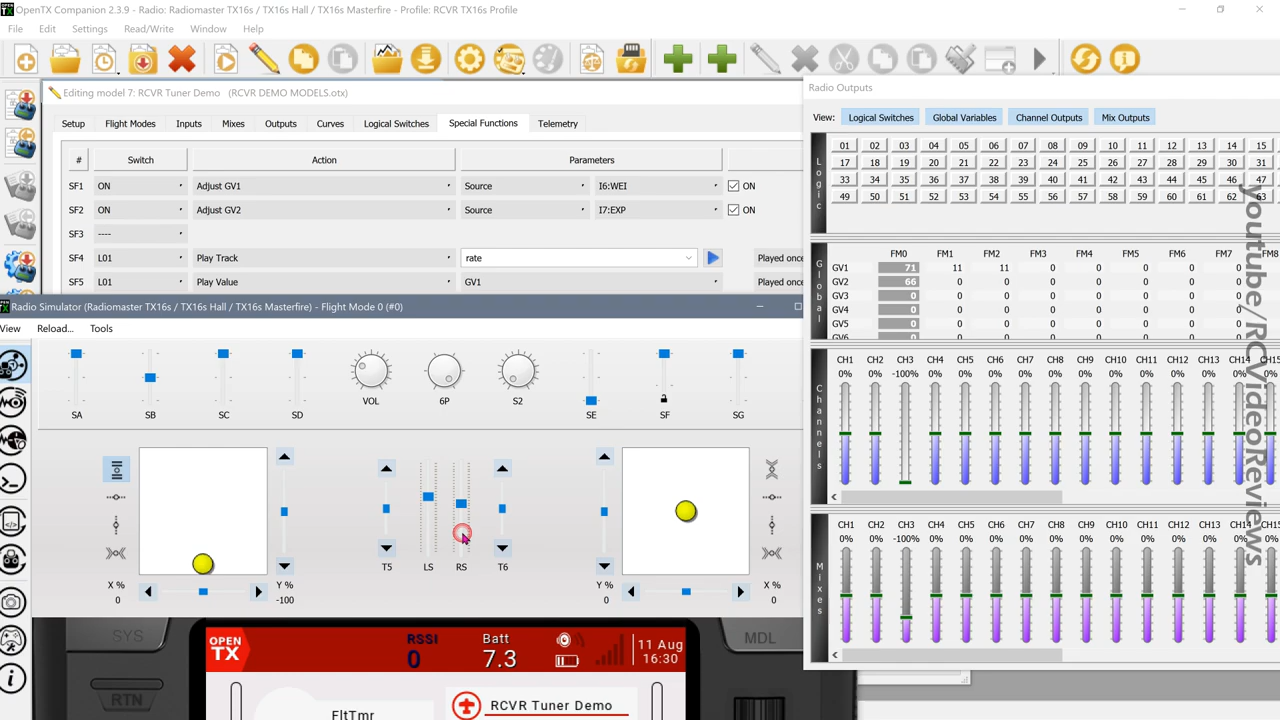 OpenTX Companion 2.3.9 - Radio: Radiomaster TX16s / TX16s Hall / TX16s Masterfire - Profile: RCVR TX16s Profile
File Edit Settings Read/Write Window Help
Editing model 7: RCVR Tuner Demo (RCVR DEMO MODELS.otx)
Setup Flight Modes Inputs Mixes Outputs Curves Logical Switches Special Functions Telemetry
# Switch Action Parameters
SF1 ON Adjust GV1 Source I6:WEI ON
SF2 ON Adjust GV2 Source I7:EXP ON
SF3 ----
SF4 L01 Play Track rate Played once
SF5 L01 Play Value GV1 Played once
Radio Simulator (Radiomaster TX16s / TX16s Hall / TX16s Masterfire) - Flight Mode 0 (#0)
View Reload... Tools
SA SB SC SD VOL 6P S2 SE SF SG
T5 LS RS T6
X % Y % Y % X %
0 -100 0 0
SYS MDL
RTN
OPEN TX
RSSI 0
Batt 7.3
11 Aug
16:30
FltTmr
RCVR Tuner Demo
Radio Outputs
View: Logical Switches Global Variables Channel Outputs Mix Outputs
Logic
01 02 03 04 05 06 07 08 09 10 11 12 13 14 15
17 18 19 20 21 22 23 24 25 26 27 28 29 30 31
33 34 35 36 37 38 39 40 41 42 43 44 45 46 47
49 50 51 52 53 54 55 56 57 58 59 60 61 62 63
Global
FM0 FM1 FM2 FM3 FM4 FM5 FM6 FM7 FM8
GV1 71 11 11 0 0 0 0 0
GV2 66 0 0 0 0 0 0 0
GV3 0 0 0 0 0 0 0 0
GV4 0 0 0 0 0 0 0 0
GV5 0 0 0 0 0 0 0 0
GV6 0 0 0 0 0 0 0 0
Channels
CH1 CH2 CH3 CH4 CH5 CH6 CH7 CH8 CH9 CH10 CH11 CH12 CH13 CH14
0% 0% -100% 0% 0% 0% 0% 0% 0% 0% 0% 0% 0% 0%
Mixes
CH1 CH2 CH3 CH4 CH5 CH6 CH7 CH8 CH9 CH10 CH11 CH12 CH13
0% 0% -100% 0% 0% 0% 0% 0% 0% 0% 0% 0% 0%
youtube/RCVideoReviews